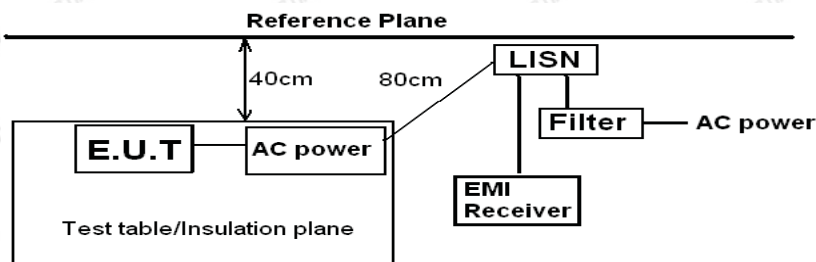 Reference Plane
LISN
40cm
80cm
Filter
AC power
E.U.T
AC power
EMI
Receiver
Test table/Insulation plane